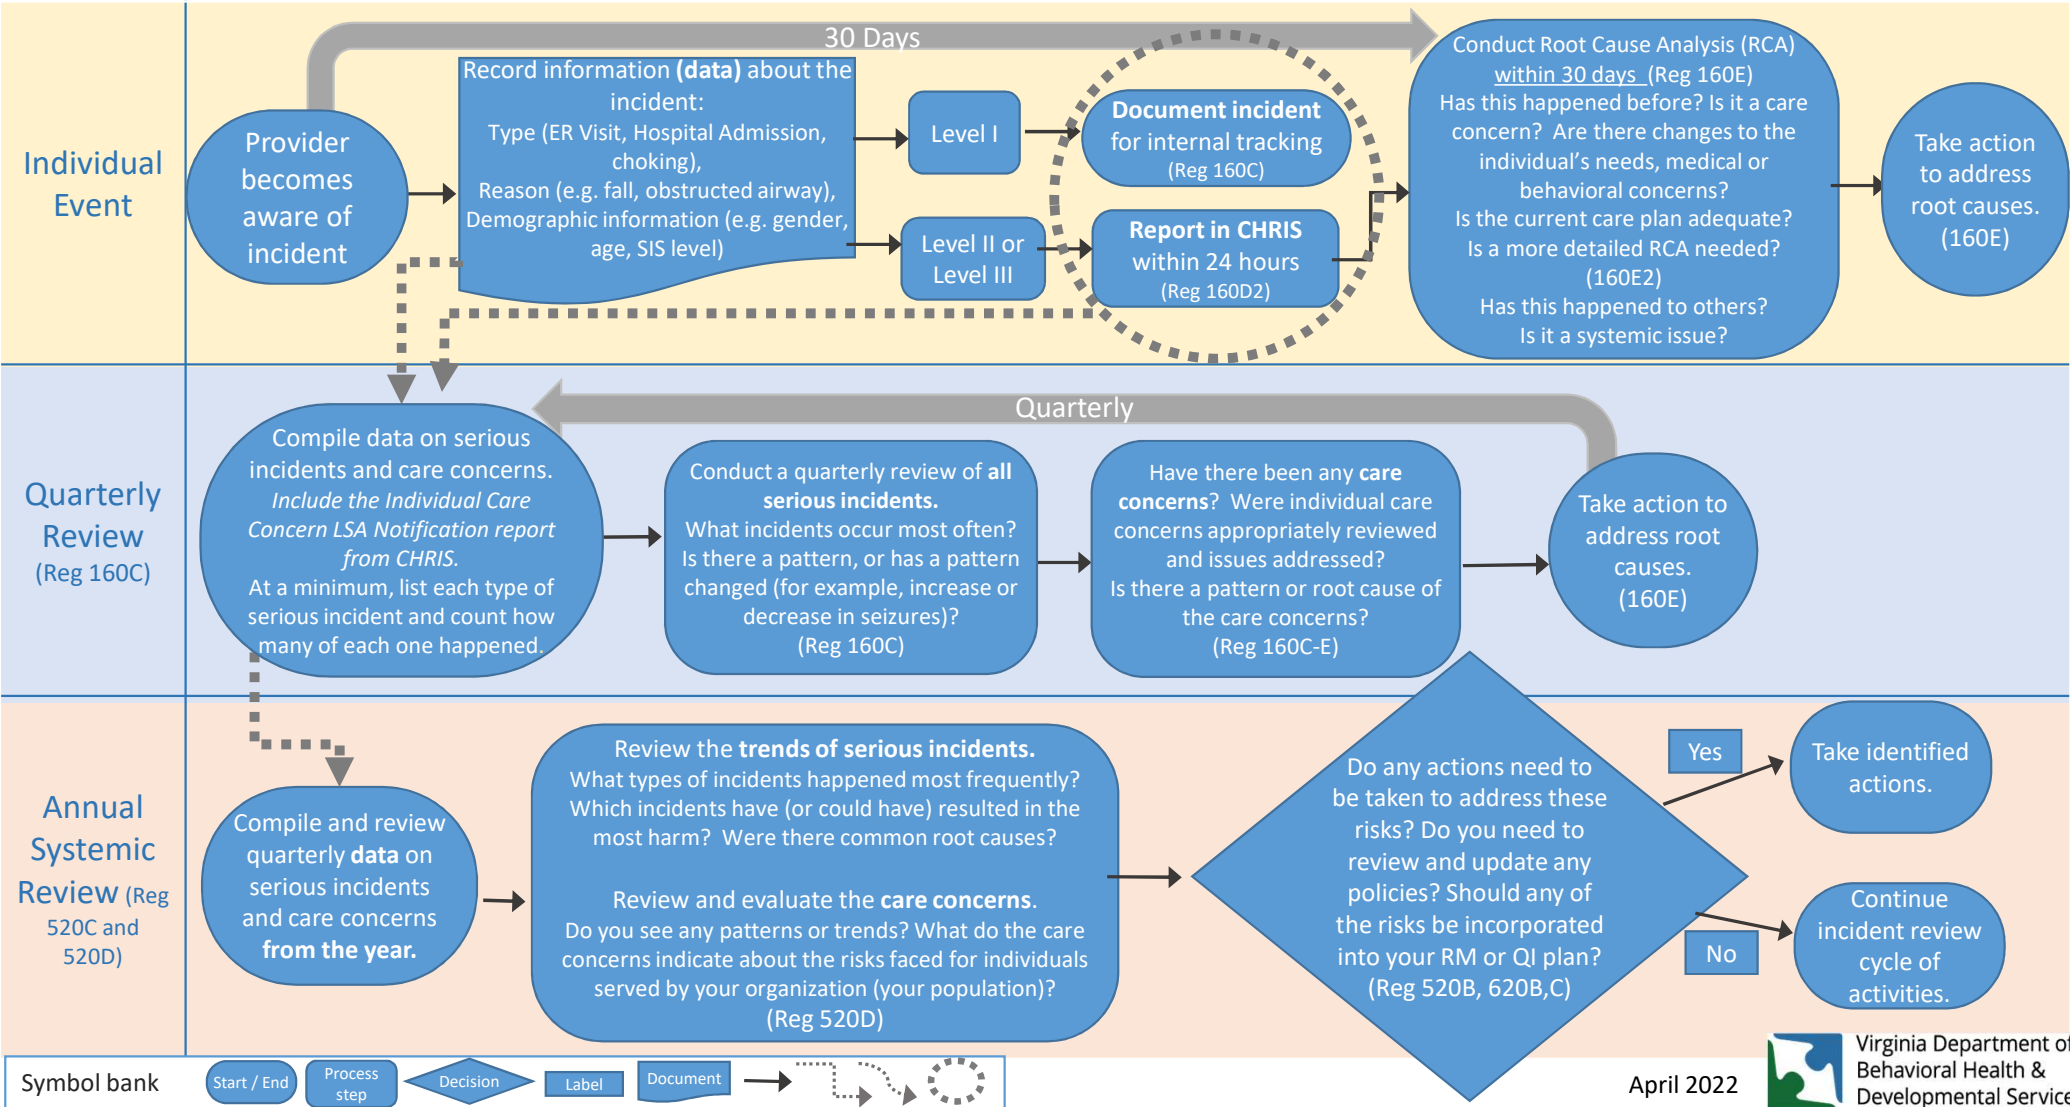 Individual
Event
30 Days
Provider
becomes
aware of
incident
Record information (data) about the
incident:
Type (ER Visit, Hospital Admission,
choking),
Reason (e.g. fall, obstructed airway),
Demographic information (e.g. gender,
age, SIS level)
Level I
Document incident
for internal tracking
(Reg 160C)
Level II or
Level III
Report in CHRIS
within 24 hours
(Reg 160D2)
Conduct Root Cause Analysis (RCA)
within 30 days (Reg 160E)
Has this happened before? Is it a care
concern? Are there changes to the
individual's needs, medical or
behavioral concerns?
Is the current care plan adequate?
Is a more detailed RCA needed?
(160E2)
Has this happened to others?
Is it a systemic issue?
Take action
to address
root causes.
(160E)
Quarterly
Review
(Reg 160C)
Quarterly
Compile data on serious
incidents and care concerns.
Include the Individual Care
Concern LSA Notification report
from CHRIS.
At a minimum, list each type of
serious incident and count how
many of each one happened.
Conduct a quarterly review of all
serious incidents.
What incidents occur most often?
Is there a pattern, or has a pattern
changed (for example, increase or
decrease in seizures)?
(Reg 160C)
Have there been any care
concerns? Were individual care
concerns appropriately reviewed
and issues addressed?
Is there a pattern or root cause of
the care concerns?
(Reg 160C-E)
Take action to
address root
causes.
(160E)
Annual
Systemic
Review (Reg
520C and
520D)
Compile and review
quarterly data on
serious incidents
and care concerns
from the year.
Review the trends of serious incidents.
What types of incidents happened most frequently?
Which incidents have (or could have) resulted in the
most harm? Were there common root causes?
Review and evaluate the care concerns.
Do you see any patterns or trends? What do the care
concerns indicate about the risks faced for individuals
served by your organization (your population)?
(Reg 520D)
Do any actions need to
be taken to address these
risks? Do you need to
review and update any
policies? Should any of
the risks be incorporated
into your RM or QI plan?
(Reg 520B, 620B,C)
Yes
Take identified
actions.
No
Continue
incident review
cycle of
activities.
Symbol bank
Start / End
Process
step
Decision
Label
Document
April 2022
Virginia Department of
Behavioral Health &
Developmental Service